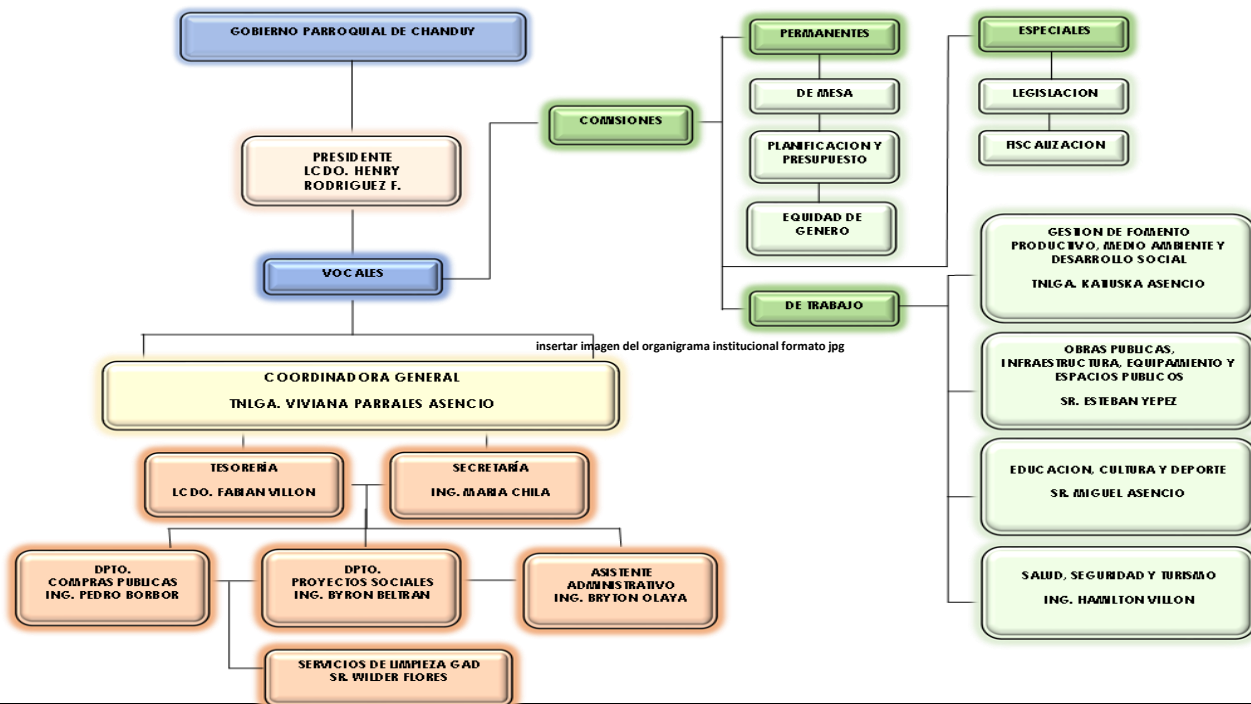 GOBIERNO PARROQUIAL DE CHANDUY
PRESIDENTE
LCDO. HENRY
RODRIGUEZ F.
VOCALES
COMISIONES
PERMANENTES
DE MESA
PLANIFICACION Y
PRESUPUESTO
EQUIDAD DE
GENERO
ESPECIALES
LEGISLACION
FISCALIZACION
DE TRABAJO
GESTION DE FOMENTO
PRODUCTIVO, MEDIO AMBIENTE Y
DESARROLLO SOCIAL
TNLGA. KATIUSKA ASENCIO
OBRAS PUBLICAS,
INFRAESTRUCTURA, EQUIPAMIENTO Y
ESPACIOS PUBLICOS
SR. ESTEBAN YEPEZ
EDUCACION, CULTURA Y DEPORTE
SR. MIGUEL ASENCIO
SALUD, SEGURIDAD Y TURISMO
ING. HAMILTON VILLON
insertar imagen del organigrama institucional formato jpg
COORDINADORA GENERAL
TNLGA. VIVIANA PARRALES ASENCIO
TESORERÍA
LCDO. FABIAN VILLON
SECRETARÍA
ING. MARIA CHILA
DPTO.
COMPRAS PUBLICAS
ING. PEDRO BORBOR
DPTO.
PROYECTOS SOCIALES
ING. BYRON BELTRAN
ASISTENTE
ADMINISTRATIVO
ING. BRYTON OLAYA
SERVICIOS DE LIMPIEZA GAD
SR. WILDER FLORES